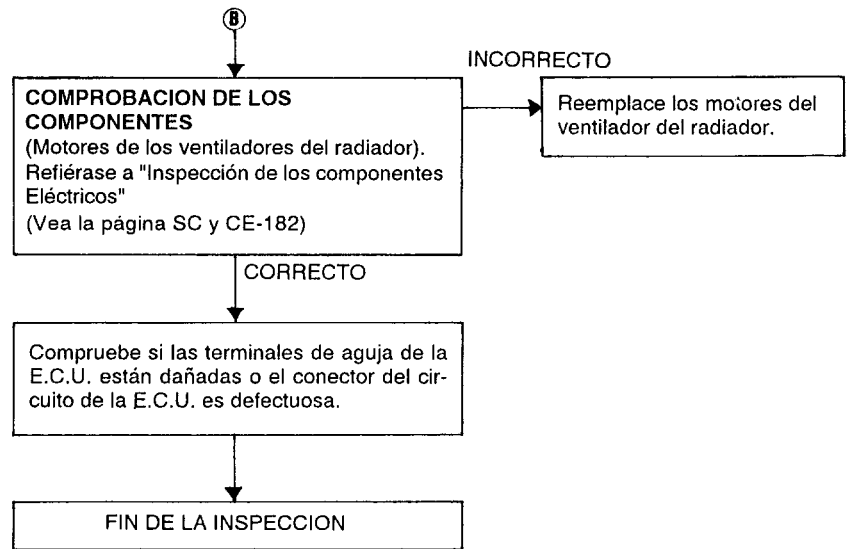 B
INCORRECTO
COMPROBACION DE LOS
COMPONENTES
(Motores de los ventiladores del radiador).
Refiérase a "Inspección de los componentes
Eléctricos"
(Vea la página SC y CE-182)
Reemplace los motores del
ventilador del radiador.
CORRECTO
Compruebe si las terminales de aguja de la
E.C.U. están dañadas o el conector del cir-
cuito de la E.C.U. es defectuosa.
FIN DE LA INSPECCION